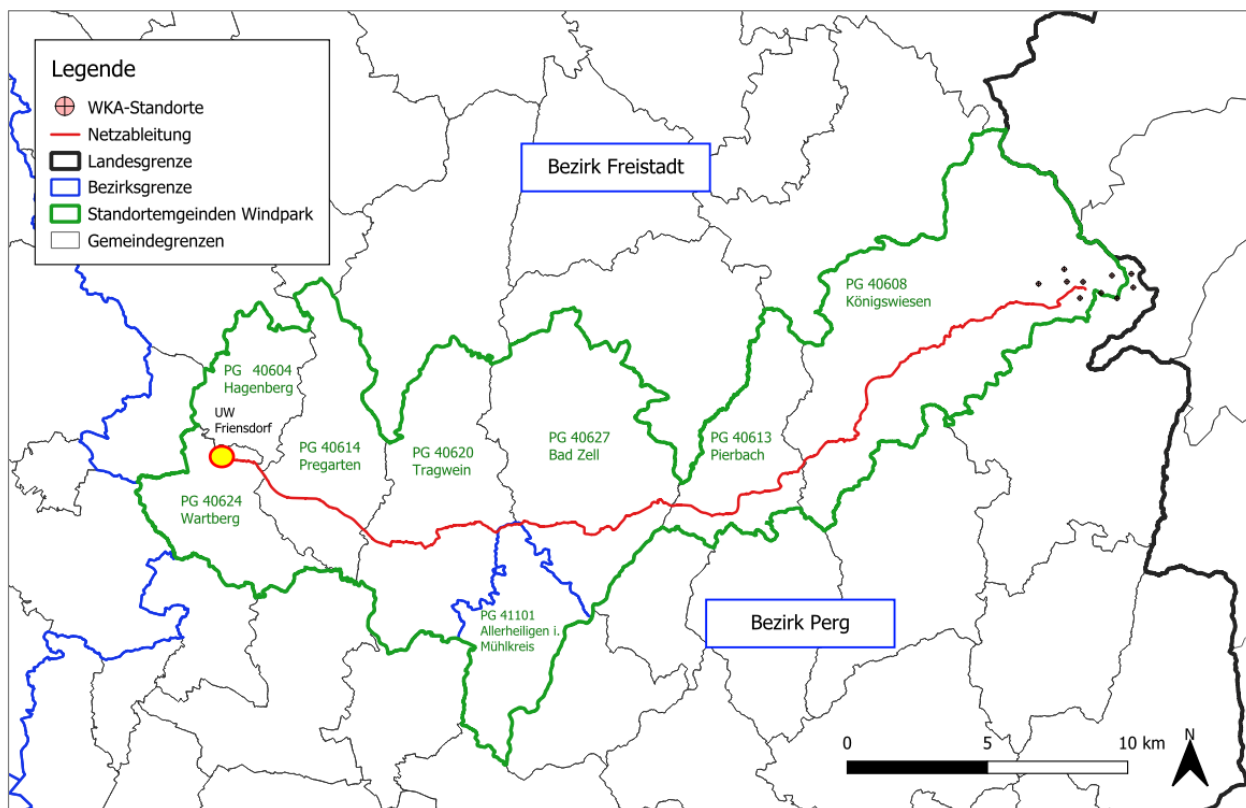 Legende
WKA-Standorte
Netzableitung
Landesgrenze
Bezirksgrenze
Standortemgeinden Windpark
Gemeindegrenzen
Bezirk Freistadt
PG 40608
Königswiesen
PG 40604
Hagenberg
UW
Friensdorf
PG 40614
Pregarten
PG 40620
Tragwein
PG 40627
Bad Zell
PG 40613
Pierbach
PG 40624
Wartberg
PG 41101
Allerheiligen i.
Mühlkreis
Bezirk Perg
0 5 10 km
N